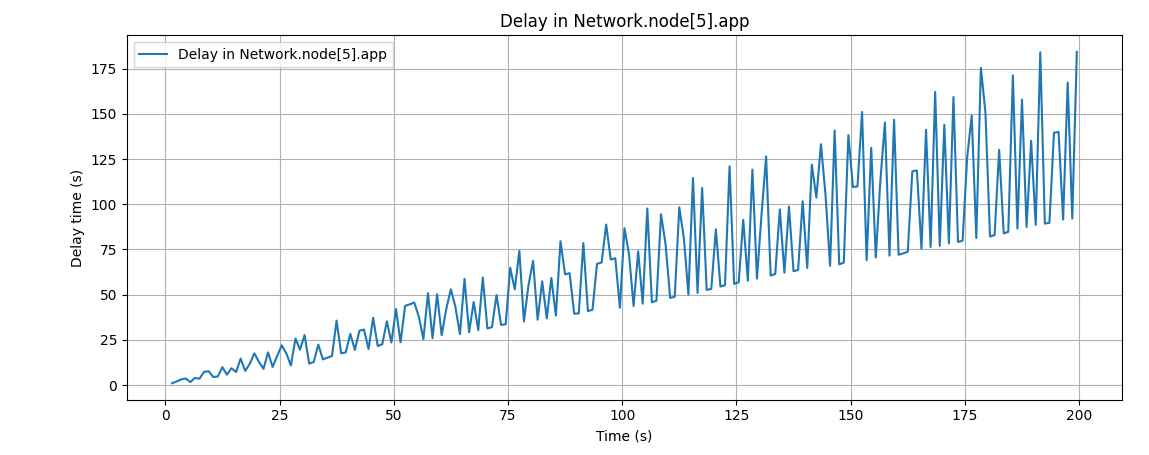 Delay in Network.node[5].app
Delay in Network.node[5].app
Delay time (s)
175
150
125
100
75
50
25
0
0 25 50 75 100 125 150 175 200
Time (s)